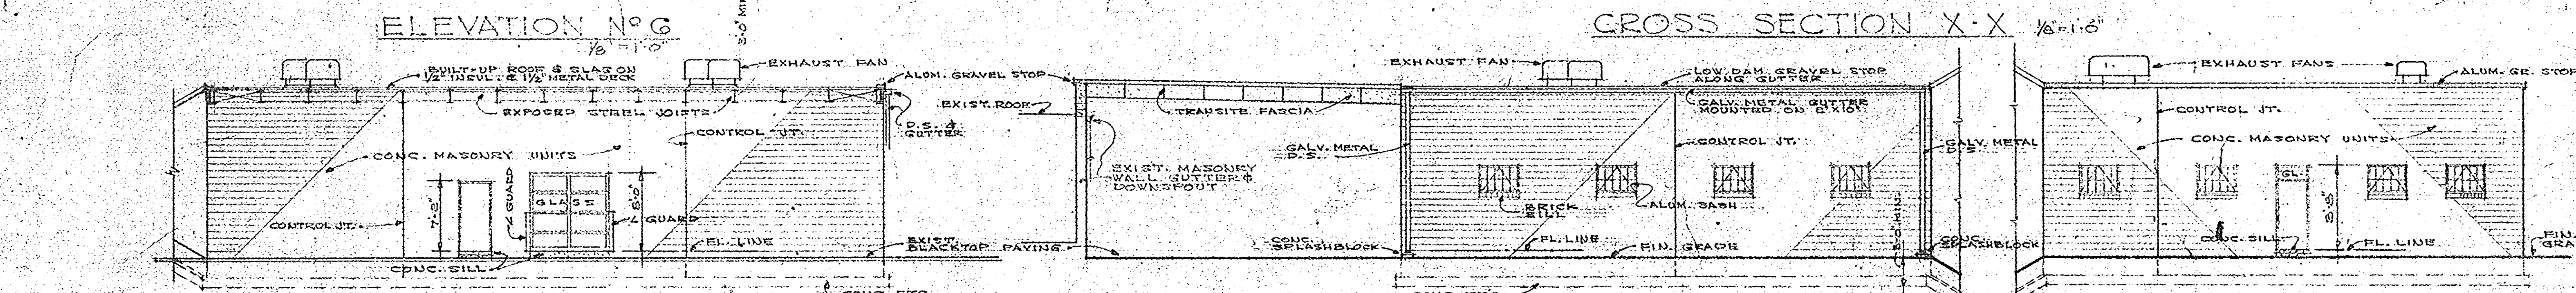 ELEVATION Nº 6
1/8" = 1'-0"
CROSS SECTION X-X 1/8"=1'-0"
BUILT-UP ROOF & SLAG ON
1/2" INSUL. & 1 1/2" METAL DECK
EXHAUST FAN
ALUM. GRAVEL STOP
EXIST. ROOF
EXPOSED STEEL JOISTS
D.S. &
GUTTER
CONTROL JT.
CONC. MASONRY UNITS
CONTROL JT.
7'-2"
L GUARD
GLASS
8'-0"
L GUARD
FL. LINE
CONC. SILL
EXIST.
BLACKTOP PAVING
TRANSITE FASCIA
EXIST. MASONRY
WALL GUTTER &
DOWNSPOUT
EXHAUST FAN
LOW DAM GRAVEL STOP
ALONG GUTTER
GALV. METAL GUTTER
MOUNTED ON 2"X10"
GALV. METAL
D.S.
CONTROL JT.
GALV. METAL
D.S.
BRICK
SILL
ALUM. SASH
CONC.
SPLASHBLOCK
FL. LINE
FIN. GRADE
CONC.
SPLASHBLOCK
EXHAUST FANS
ALUM. GR. STOP
CONTROL JT.
CONC. MASONRY UNITS
GL.
CONC. SILL
FL. LINE
FIN.
GRA